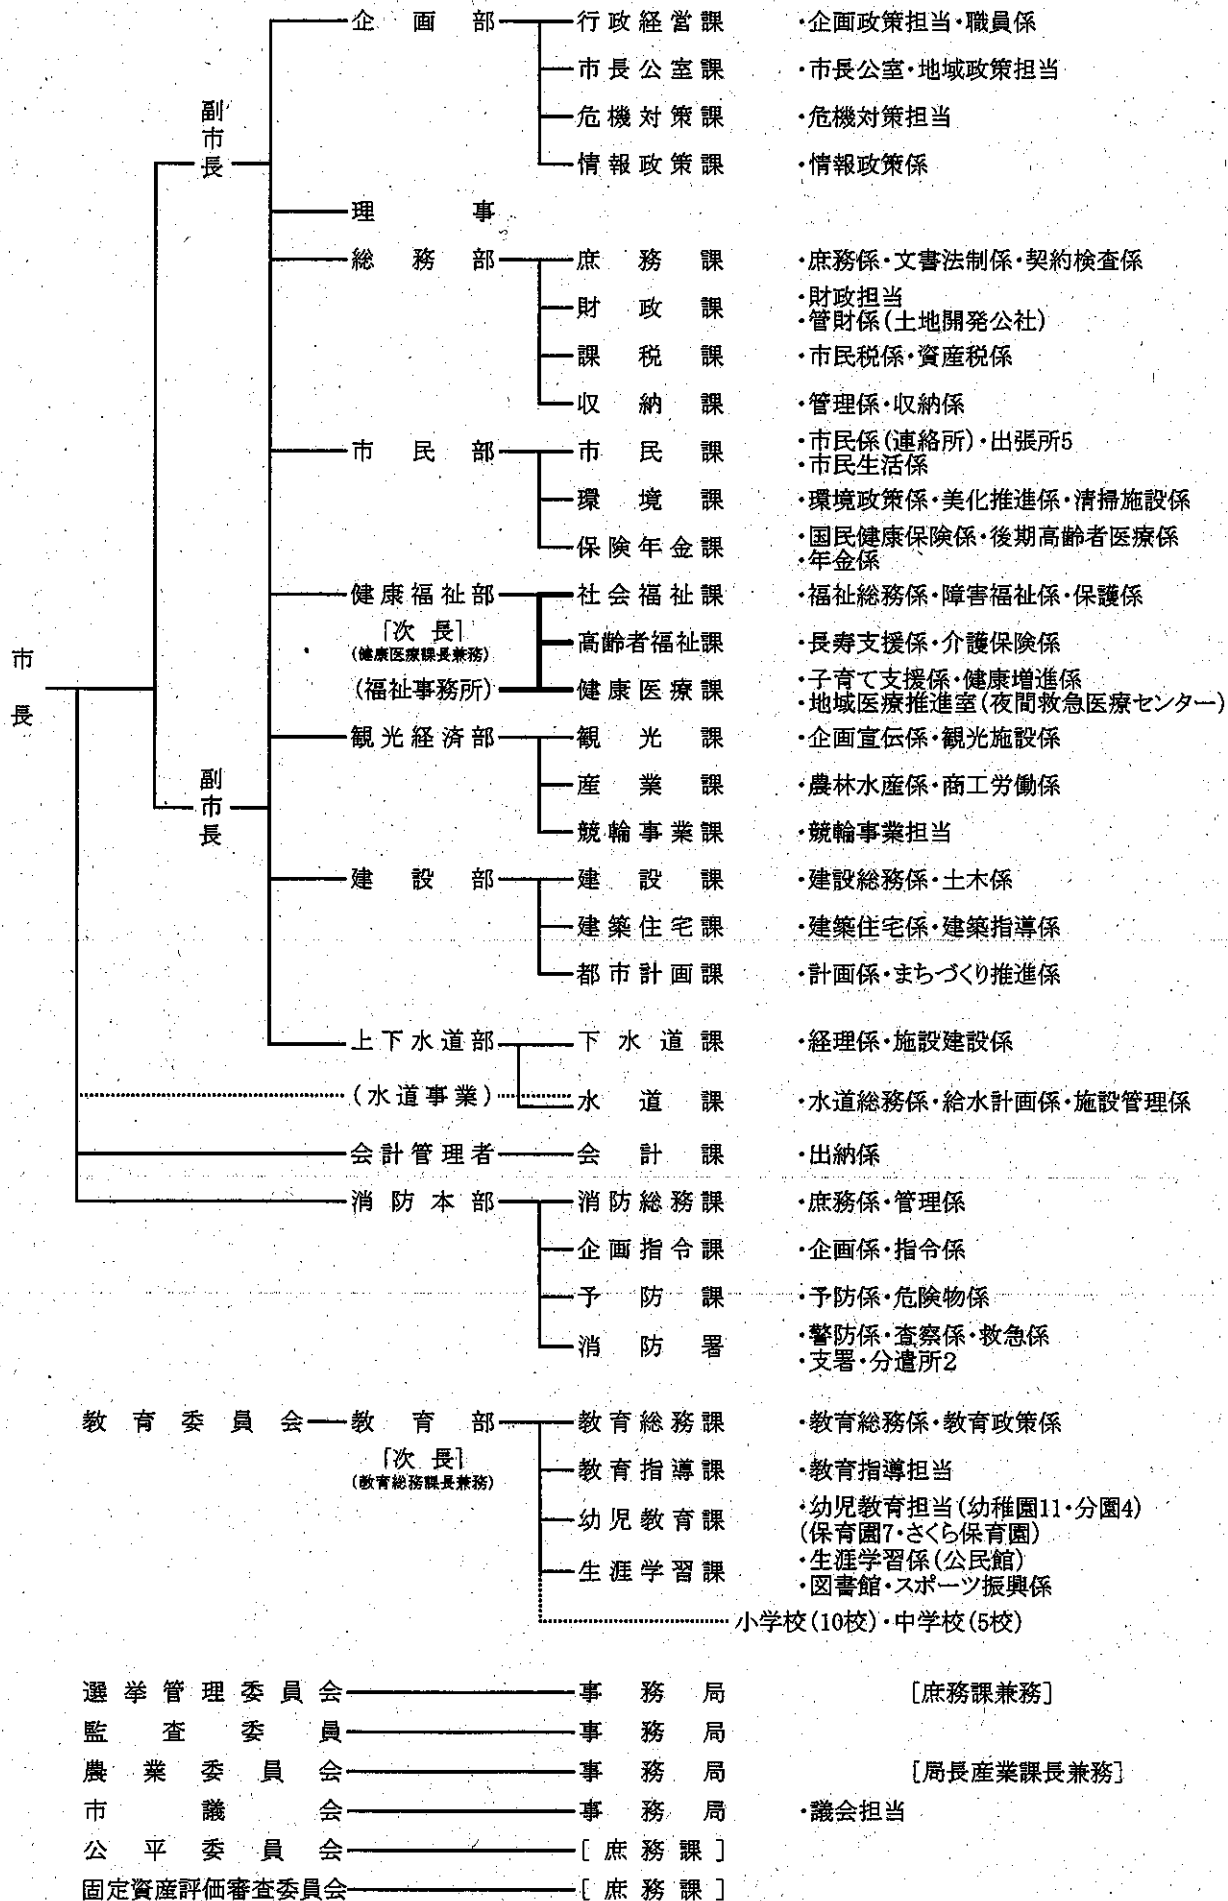 企画部 行政経営課 ・企画政策担当・職員係
市長公室課 ・市長公室・地域政策担当
副市長
危機対策課 ・危機対策担当
情報政策課 ・情報政策係
理事
総務部 庶務課 ・庶務係・文書法制係・契約検査係
財政課 ・財政担当
・管財係(土地開発公社)
課税課 ・市民税係・資産税係
収納課 ・管理係・収納係
市民部 市民課 ・市民係(連絡所)・出張所5
・市民生活係
環境課 ・環境政策係・美化推進係・清掃施設係
保険年金課 ・国民健康保険係・後期高齢者医療係
・年金係
健康福祉部 社会福祉課 ・福祉総務係・障害福祉係・保護係
[次長]
(健康医療課長兼務)
高齢者福祉課 ・長寿支援係・介護保険係
市長
(福祉事務所) 健康医療課 ・子育て支援係・健康増進係
・地域医療推進室(夜間救急医療センター)
観光経済部 観光課 ・企画宣伝係・観光施設係
副市長
産業課 ・農林水産係・商工労働係
競輪事業課 ・競輪事業担当
建設部 建設課 ・建設総務係・土木係
建築住宅課 ・建築住宅係・建築指導係
都市計画課 ・計画係・まちづくり推進係
上下水道部 下水道課 ・経理係・施設建設係
(水道事業) 水道課 ・水道総務係・給水計画係・施設管理係
会計管理者 会計課 ・出納係
消防本部 消防総務課 ・庶務係・管理係
企画指令課 ・企画係・指令係
予防課 ・予防係・危険物係
消防署 ・警防係・査察係・救急係
・支署・分遣所2
教育委員会 教育部 教育総務課 ・教育総務係・教育政策係
[次長]
(教育総務課長兼務)
教育指導課 ・教育指導担当
幼児教育課 ・幼児教育担当(幼稚園11・分園4)
(保育園7・さくら保育園)
生涯学習課 ・生涯学習係(公民館)
・図書館・スポーツ振興係
小学校(10校)・中学校(5校)
選挙管理委員会 事務局 [庶務課兼務]
監査委員 事務局
農業委員会 事務局 [局長産業課長兼務]
市議会 事務局 ・議会担当
公平委員会 [庶務課]
固定資産評価審査委員会 [庶務課]